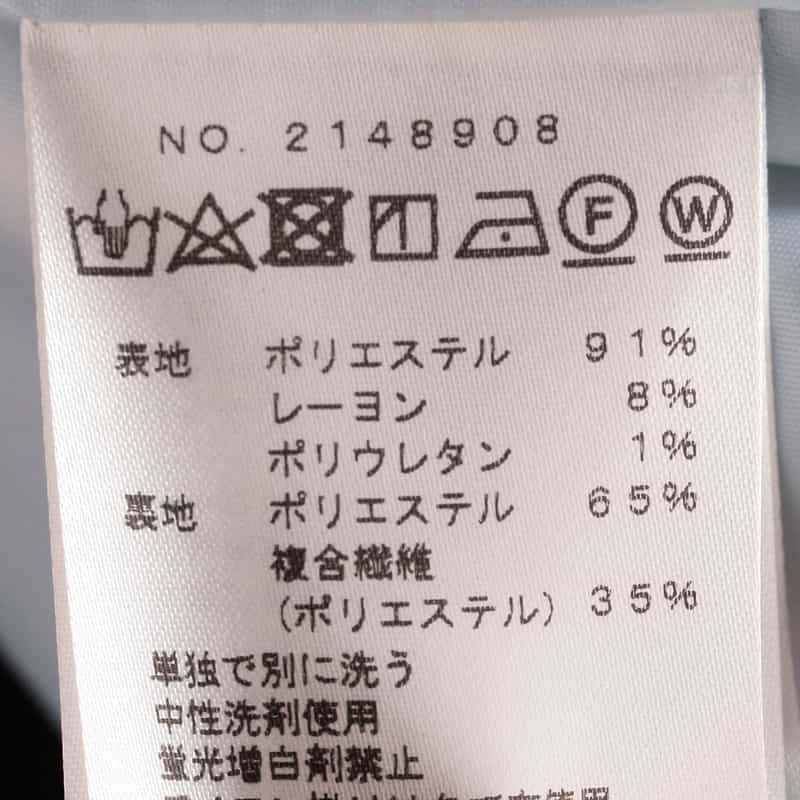 NO. 2148908
F W
表地 ポリエステル 91%
レーヨン 8%
ポリウレタン 1%
裏地 ポリエステル 65%
複合繊維
(ポリエステル) 35%
単独で別に洗う
中性洗剤使用
蛍光増白剤禁止